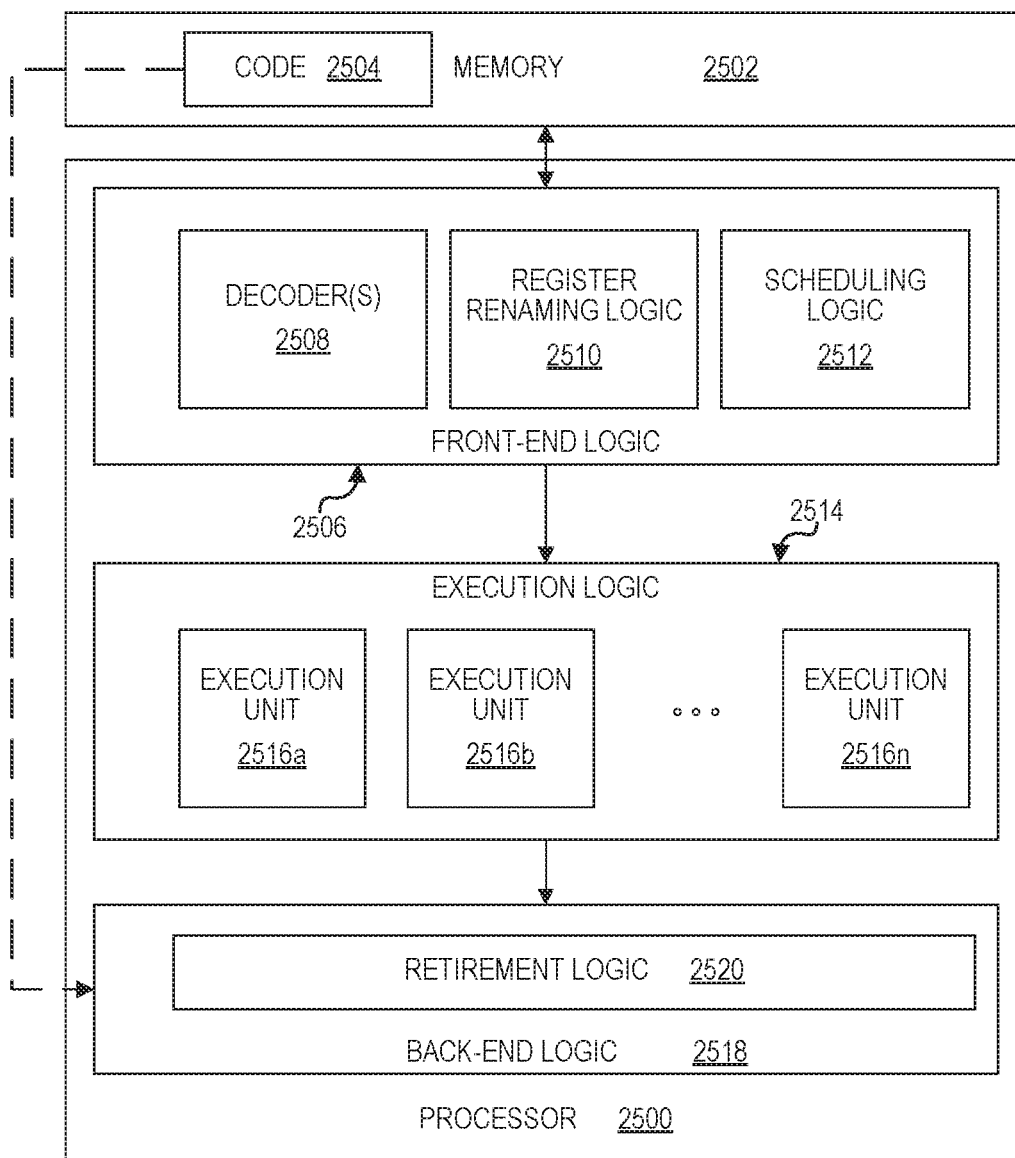 CODE 2504 MEMORY 2502
DECODER(S)
2508
REGISTER
RENAMING LOGIC
2510
SCHEDULING
LOGIC
2512
FRONT-END LOGIC
2506
2514
EXECUTION LOGIC
EXECUTION
UNIT
2516a
EXECUTION
UNIT
2516b
EXECUTION
UNIT
2516n
RETIREMENT LOGIC 2520
BACK-END LOGIC 2518
PROCESSOR 2500